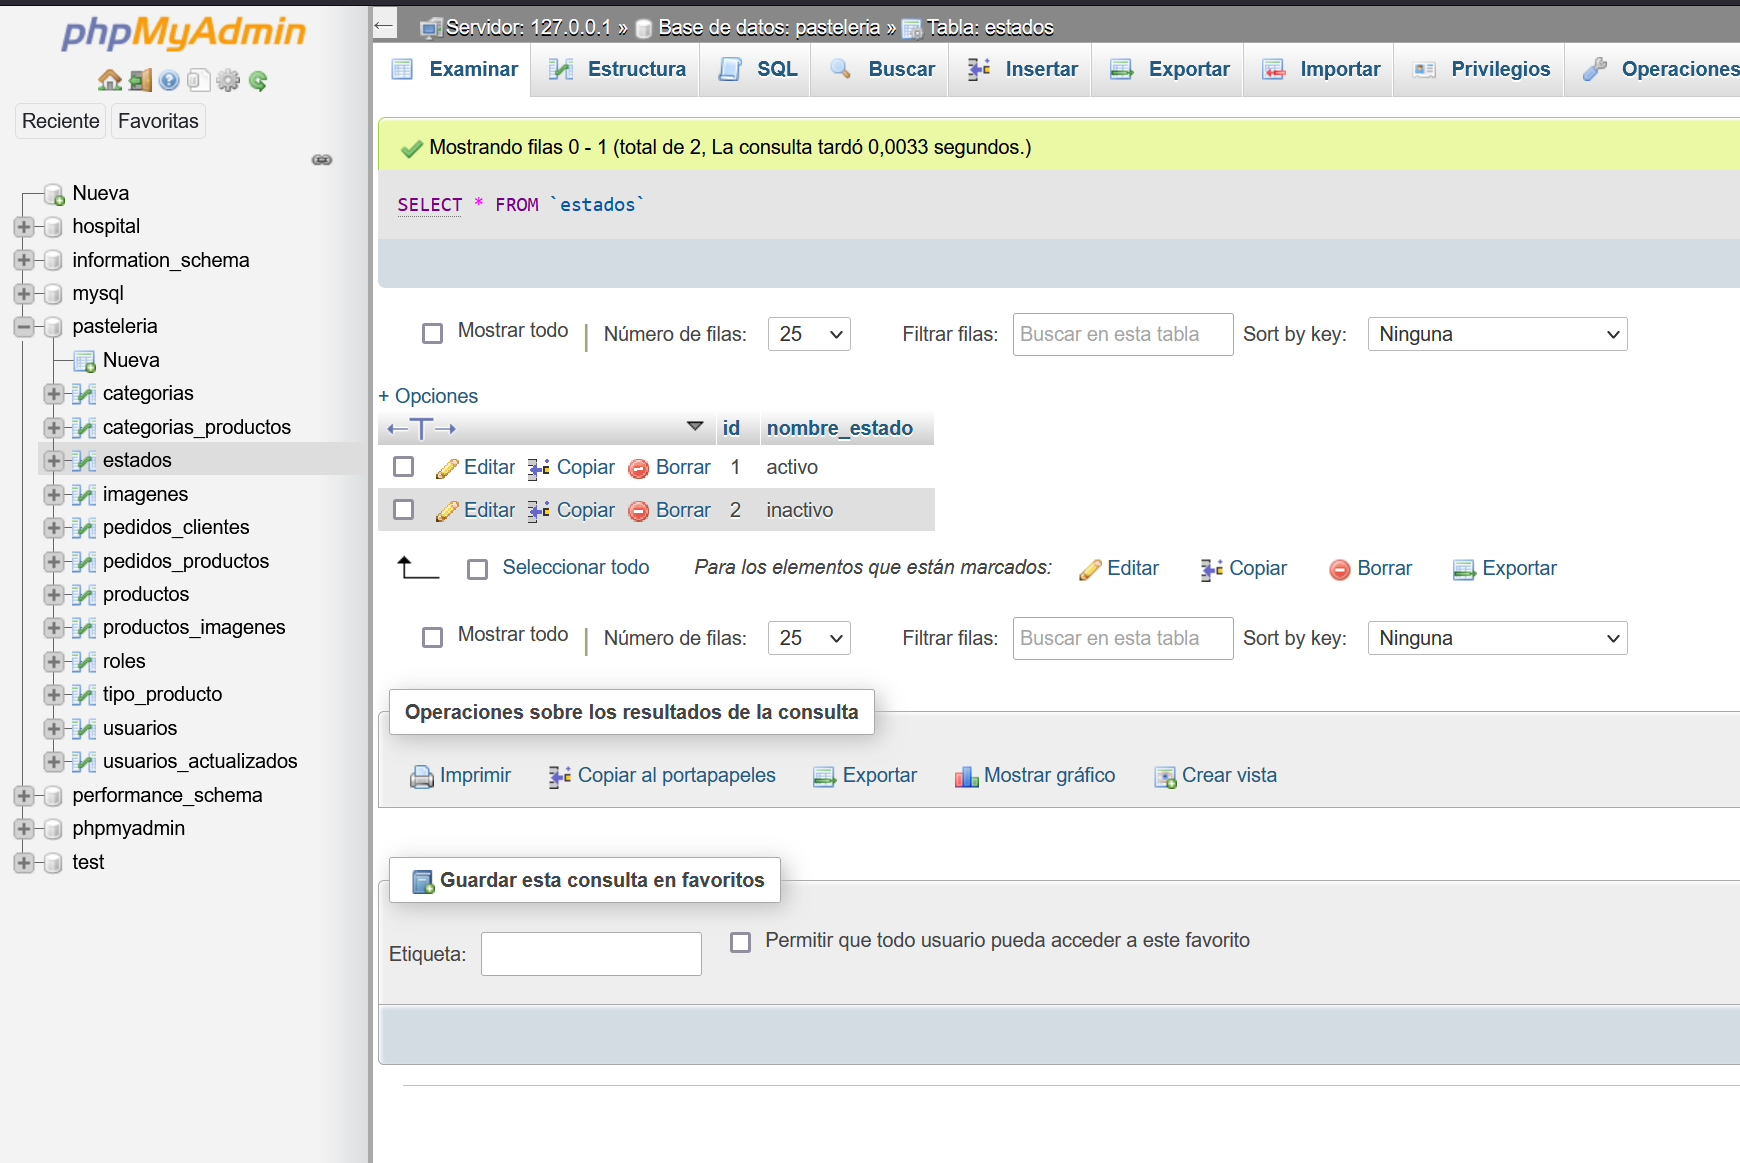 phpMyAdmin
Reciente Favoritas
Nueva
hospital
information_schema
mysql
pasteleria
Nueva
categorias
categorias_productos
estados
imagenes
pedidos_clientes
pedidos_productos
productos
productos_imagenes
roles
tipo_producto
usuarios
usuarios_actualizados
performance_schema
phpmyadmin
test
Servidor: 127.0.0.1 » Base de datos: pasteleria » Tabla: estados
Examinar Estructura SQL Buscar Insertar Exportar Importar Privilegios Operaciones
Mostrando filas 0 - 1 (total de 2, La consulta tardó 0,0033 segundos.)
SELECT * FROM `estados`
Mostrar todo | Número de filas: 25 Filtrar filas: Buscar en esta tabla Sort by key: Ninguna
+ Opciones
←T→ id nombre_estado
Editar Copiar Borrar 1 activo
Editar Copiar Borrar 2 inactivo
Seleccionar todo Para los elementos que están marcados: Editar Copiar Borrar Exportar
Mostrar todo | Número de filas: 25 Filtrar filas: Buscar en esta tabla Sort by key: Ninguna
Operaciones sobre los resultados de la consulta
Imprimir Copiar al portapapeles Exportar Mostrar gráfico Crear vista
Guardar esta consulta en favoritos
Etiqueta: Permitir que todo usuario pueda acceder a este favorito